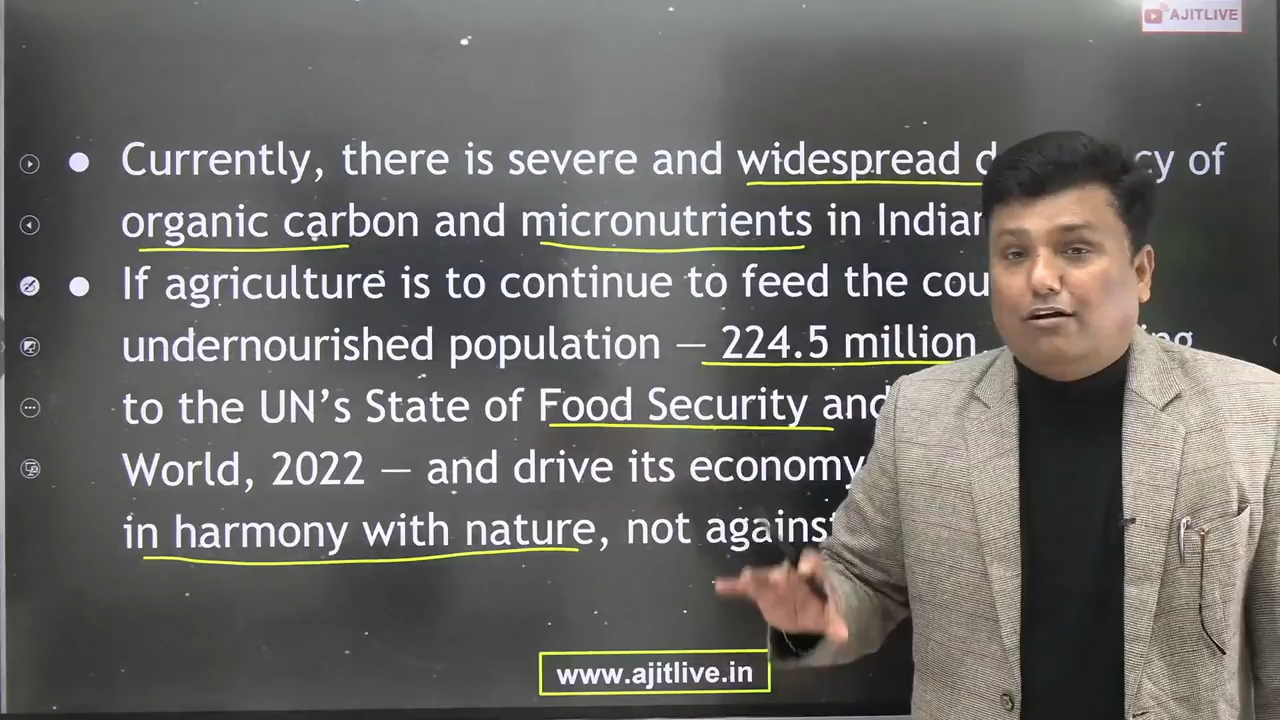 AJITLIVE
Currently, there is severe and widespread of
organic carbon and micronutrients in Indian
If agriculture is to continue to feed the
undernourished population — 224.5 million
to the UN’s State of Food Security and
World, 2022 — and drive its economy
in harmony with nature, not against
www.ajitlive.in